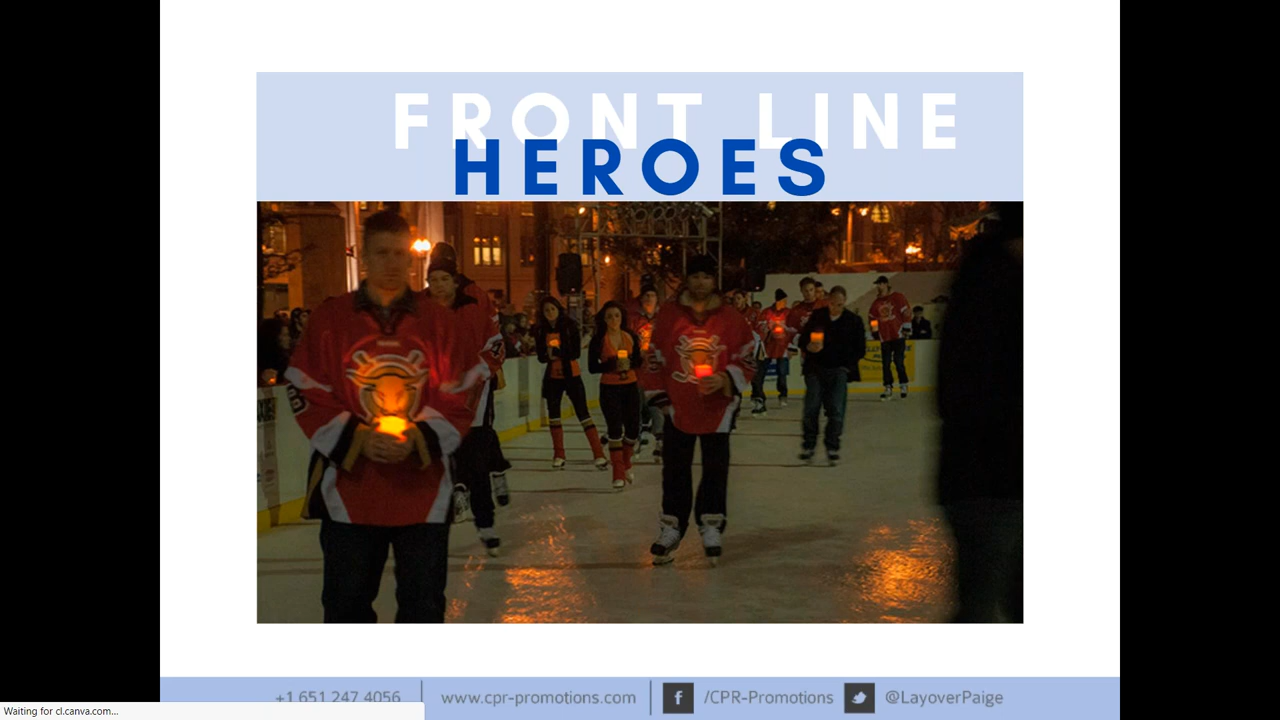 FRONT LINE
HEROES
+1 651 247 4056
www.cpr-promotions.com
f
/CPR-Promotions
@LayoverPaige
Waiting for cl.canva.com...